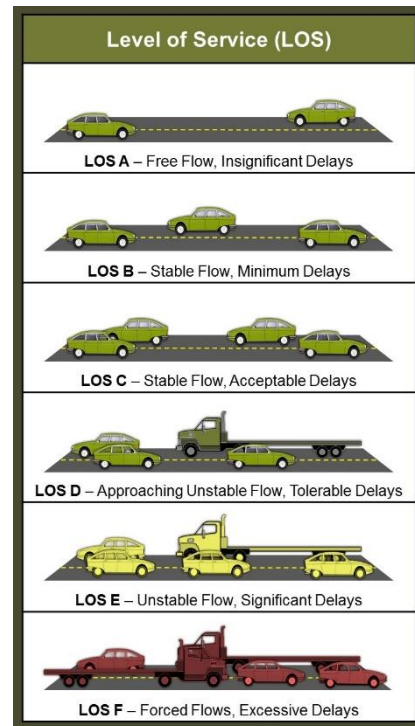 Level of Service (LOS)
LOS A – Free Flow, Insignificant Delays
LOS B – Stable Flow, Minimum Delays
LOS C – Stable Flow, Acceptable Delays
LOS D – Approaching Unstable Flow, Tolerable Delays
LOS E – Unstable Flow, Significant Delays
LOS F – Forced Flows, Excessive Delays